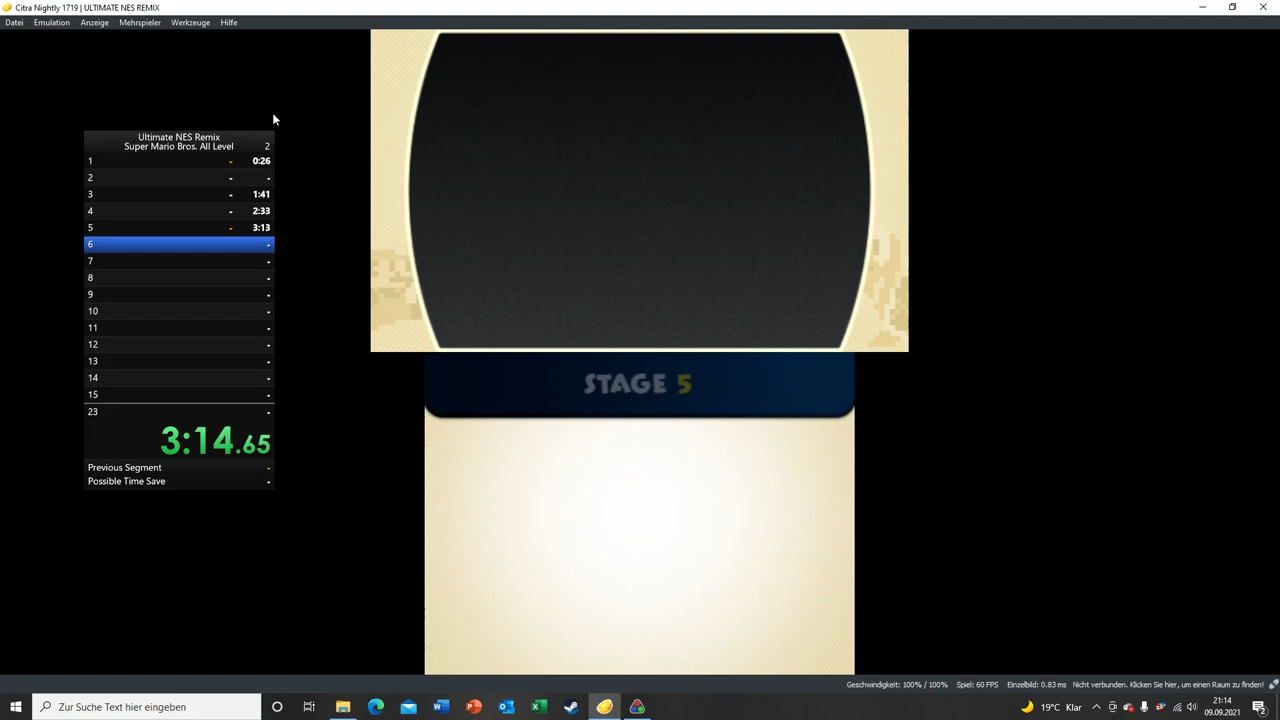 Citra Nightly 1719 | ULTIMATE NES REMIX
Datei Emulation Anzeige Mehrspieler Werkzeuge Hilfe
Ultimate NES Remix
Super Mario Bros. All Level 2
1 - 0:26
2 - -
3 - 1:41
4 - 2:33
5 - 3:13
6 -
7 -
8 -
9 -
10 -
11 -
12 -
13 -
14 -
15 -
23 -
3:14.65
Previous Segment -
Possible Time Save -
STAGE 5
Geschwindigkeit: 100% / 100% Spiel: 60 FPS Einzelbild: 0.83 ms Nicht verbunden. Klicken Sie hier, um einen Raum zu finden!
Zur Suche Text hier eingeben
19°C Klar
21:14
09.09.2021
2